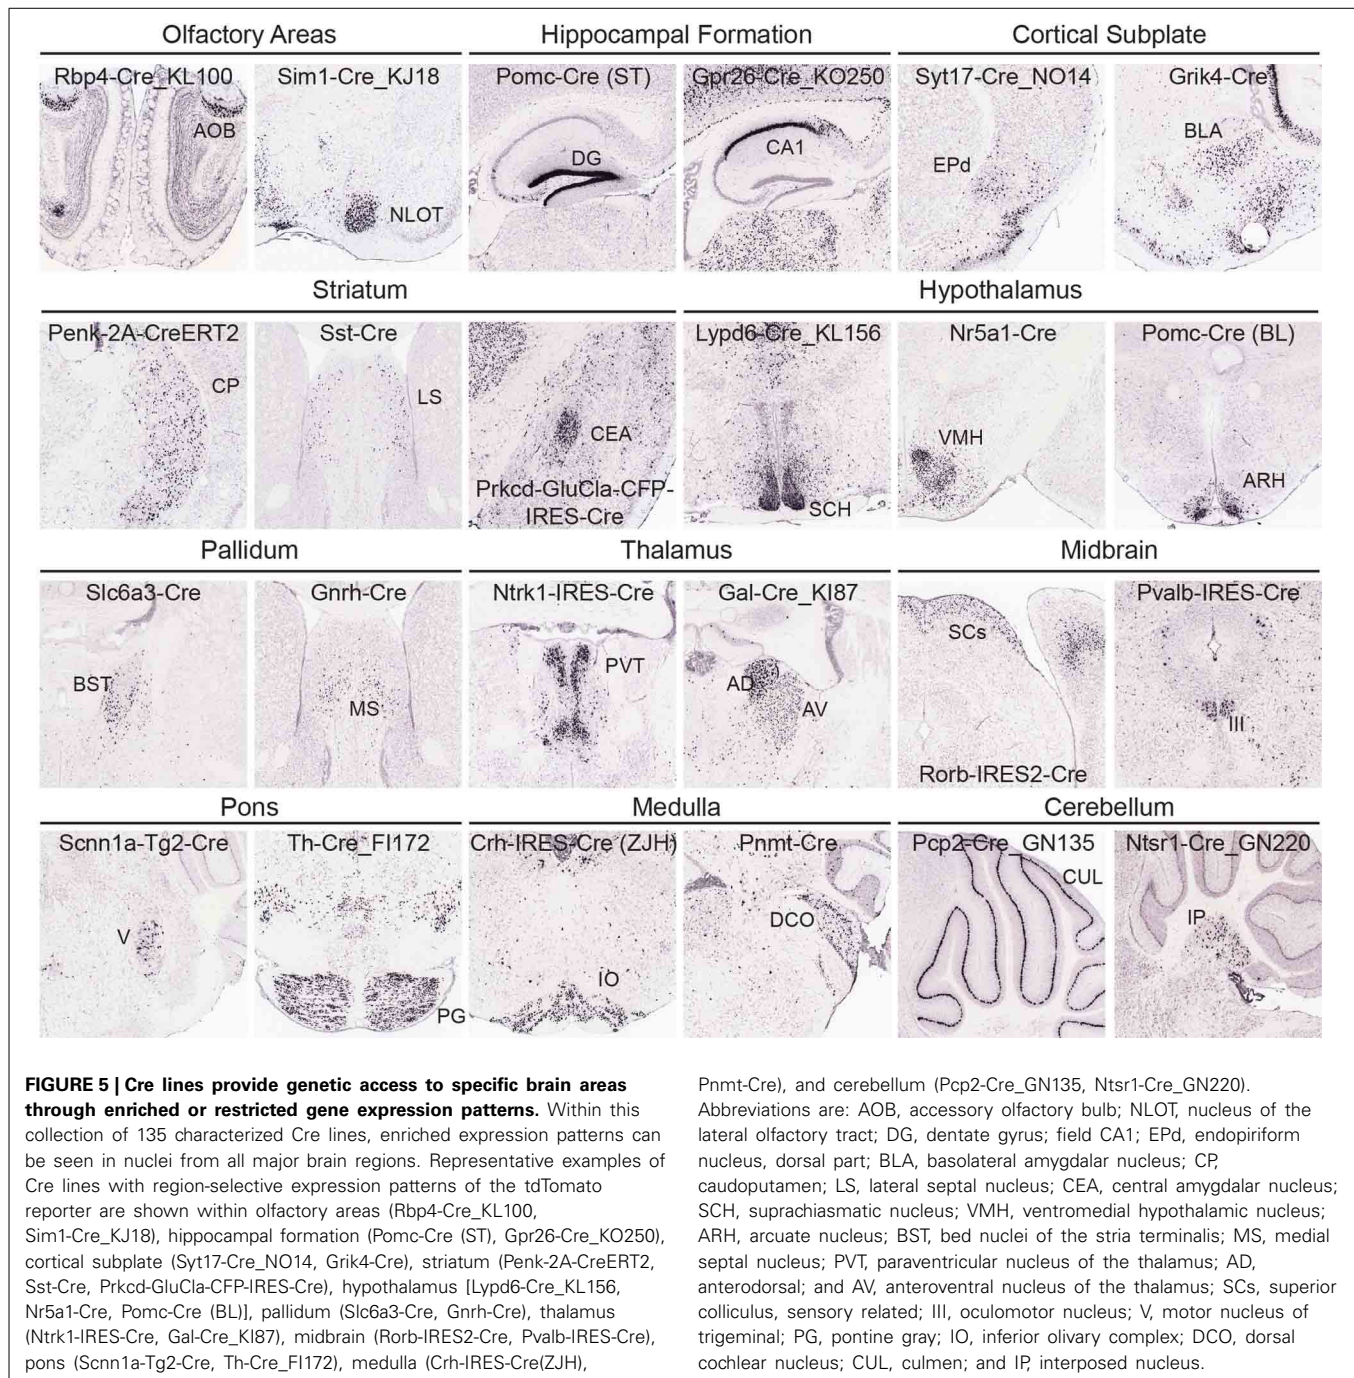 Olfactory Areas
Hippocampal Formation
Cortical Subplate
Rbp4-Cre_KL100
Sim1-Cre_KJ18
Pomc-Cre (ST)
Gpr26-Cre_KO250
Syt17-Cre_NO14
Grik4-Cre
AOB
NLOT
DG
CA1
EPd
BLA
Striatum
Hypothalamus
Penk-2A-CreERT2
Sst-Cre
Lypd6-Cre_KL156
Nr5a1-Cre
Pomc-Cre (BL)
CP
LS
CEA
Prkcd-GluCla-CFP-
IRES-Cre
SCH
VMH
ARH
Pallidum
Thalamus
Midbrain
Slc6a3-Cre
Gnrh-Cre
Ntrk1-IRES-Cre
Gal-Cre_KI87
Pvalb-IRES-Cre
BST
MS
PVT
AD
AV
SCs
Rorb-IRES2-Cre
III
Pons
Medulla
Cerebellum
Scnn1a-Tg2-Cre
Th-Cre_FI172
Crh-IRES-Cre (ZJH)
Pnmt-Cre
Pcp2-Cre_GN135
Ntsr1-Cre_GN220
V
PG
IO
DCO
CUL
IP
FIGURE 5 | Cre lines provide genetic access to specific brain areas
through enriched or restricted gene expression patterns. Within this
collection of 135 characterized Cre lines, enriched expression patterns can
be seen in nuclei from all major brain regions. Representative examples of
Cre lines with region-selective expression patterns of the tdTomato
reporter are shown within olfactory areas (Rbp4-Cre_KL100,
Sim1-Cre_KJ18), hippocampal formation (Pomc-Cre (ST), Gpr26-Cre_KO250),
cortical subplate (Syt17-Cre_NO14, Grik4-Cre), striatum (Penk-2A-CreERT2,
Sst-Cre, Prkcd-GluCla-CFP-IRES-Cre), hypothalamus [Lypd6-Cre_KL156,
Nr5a1-Cre, Pomc-Cre (BL)], pallidum (Slc6a3-Cre, Gnrh-Cre), thalamus
(Ntrk1-IRES-Cre, Gal-Cre_KI87), midbrain (Rorb-IRES2-Cre, Pvalb-IRES-Cre),
pons (Scnn1a-Tg2-Cre, Th-Cre_FI172), medulla (Crh-IRES-Cre(ZJH),
Pnmt-Cre), and cerebellum (Pcp2-Cre_GN135, Ntsr1-Cre_GN220).
Abbreviations are: AOB, accessory olfactory bulb; NLOT, nucleus of the
lateral olfactory tract; DG, dentate gyrus; field CA1; EPd, endopiriform
nucleus, dorsal part; BLA, basolateral amygdalar nucleus; CP,
caudoputamen; LS, lateral septal nucleus; CEA, central amygdalar nucleus;
SCH, suprachiasmatic nucleus; VMH, ventromedial hypothalamic nucleus;
ARH, arcuate nucleus; BST, bed nuclei of the stria terminalis; MS, medial
septal nucleus; PVT, paraventricular nucleus of the thalamus; AD,
anterodorsal; and AV, anteroventral nucleus of the thalamus; SCs, superior
colliculus, sensory related; III, oculomotor nucleus; V, motor nucleus of
trigeminal; PG, pontine gray; IO, inferior olivary complex; DCO, dorsal
cochlear nucleus; CUL, culmen; and IP, interposed nucleus.